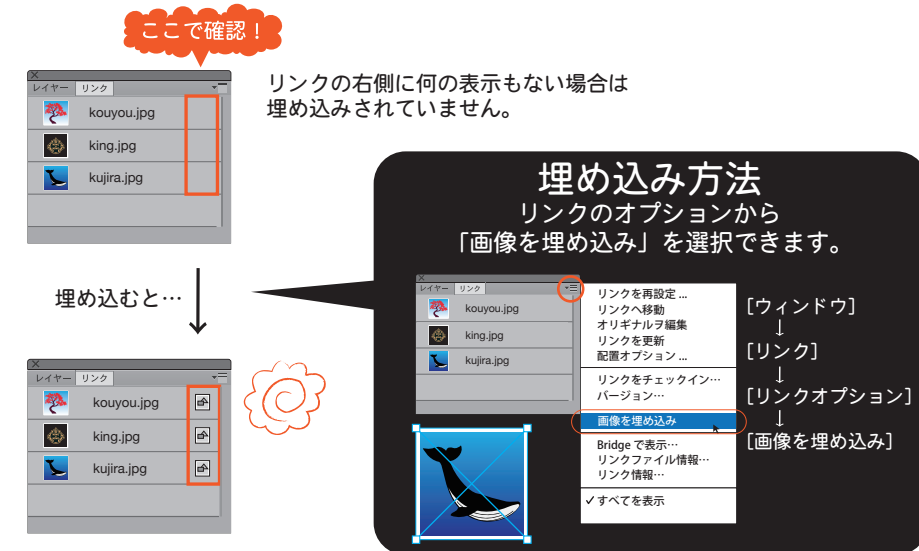 ここで確認！
レイヤー リンク
kouyou.jpg
king.jpg
kujira.jpg
リンクの右側に何の表示もない場合は
埋め込みされていません。
埋め込むと…
レイヤー リンク
kouyou.jpg
king.jpg
kujira.jpg
埋め込み方法
リンクのオプションから
「画像を埋め込み」を選択できます。
レイヤー リンク
kouyou.jpg
king.jpg
kujira.jpg
リンクを再設定 ...
リンクへ移動
オリギナルヲ編集
リンクを更新
配置オプション ...
リンクをチェックイン…
バージョン…
画像を埋め込み
Bridge で表示…
リンクファイル情報…
リンク情報…
✓すべてを表示
[ウィンドウ]
↓
[リンク]
↓
[リンクオプション]
↓
[画像を埋め込み]